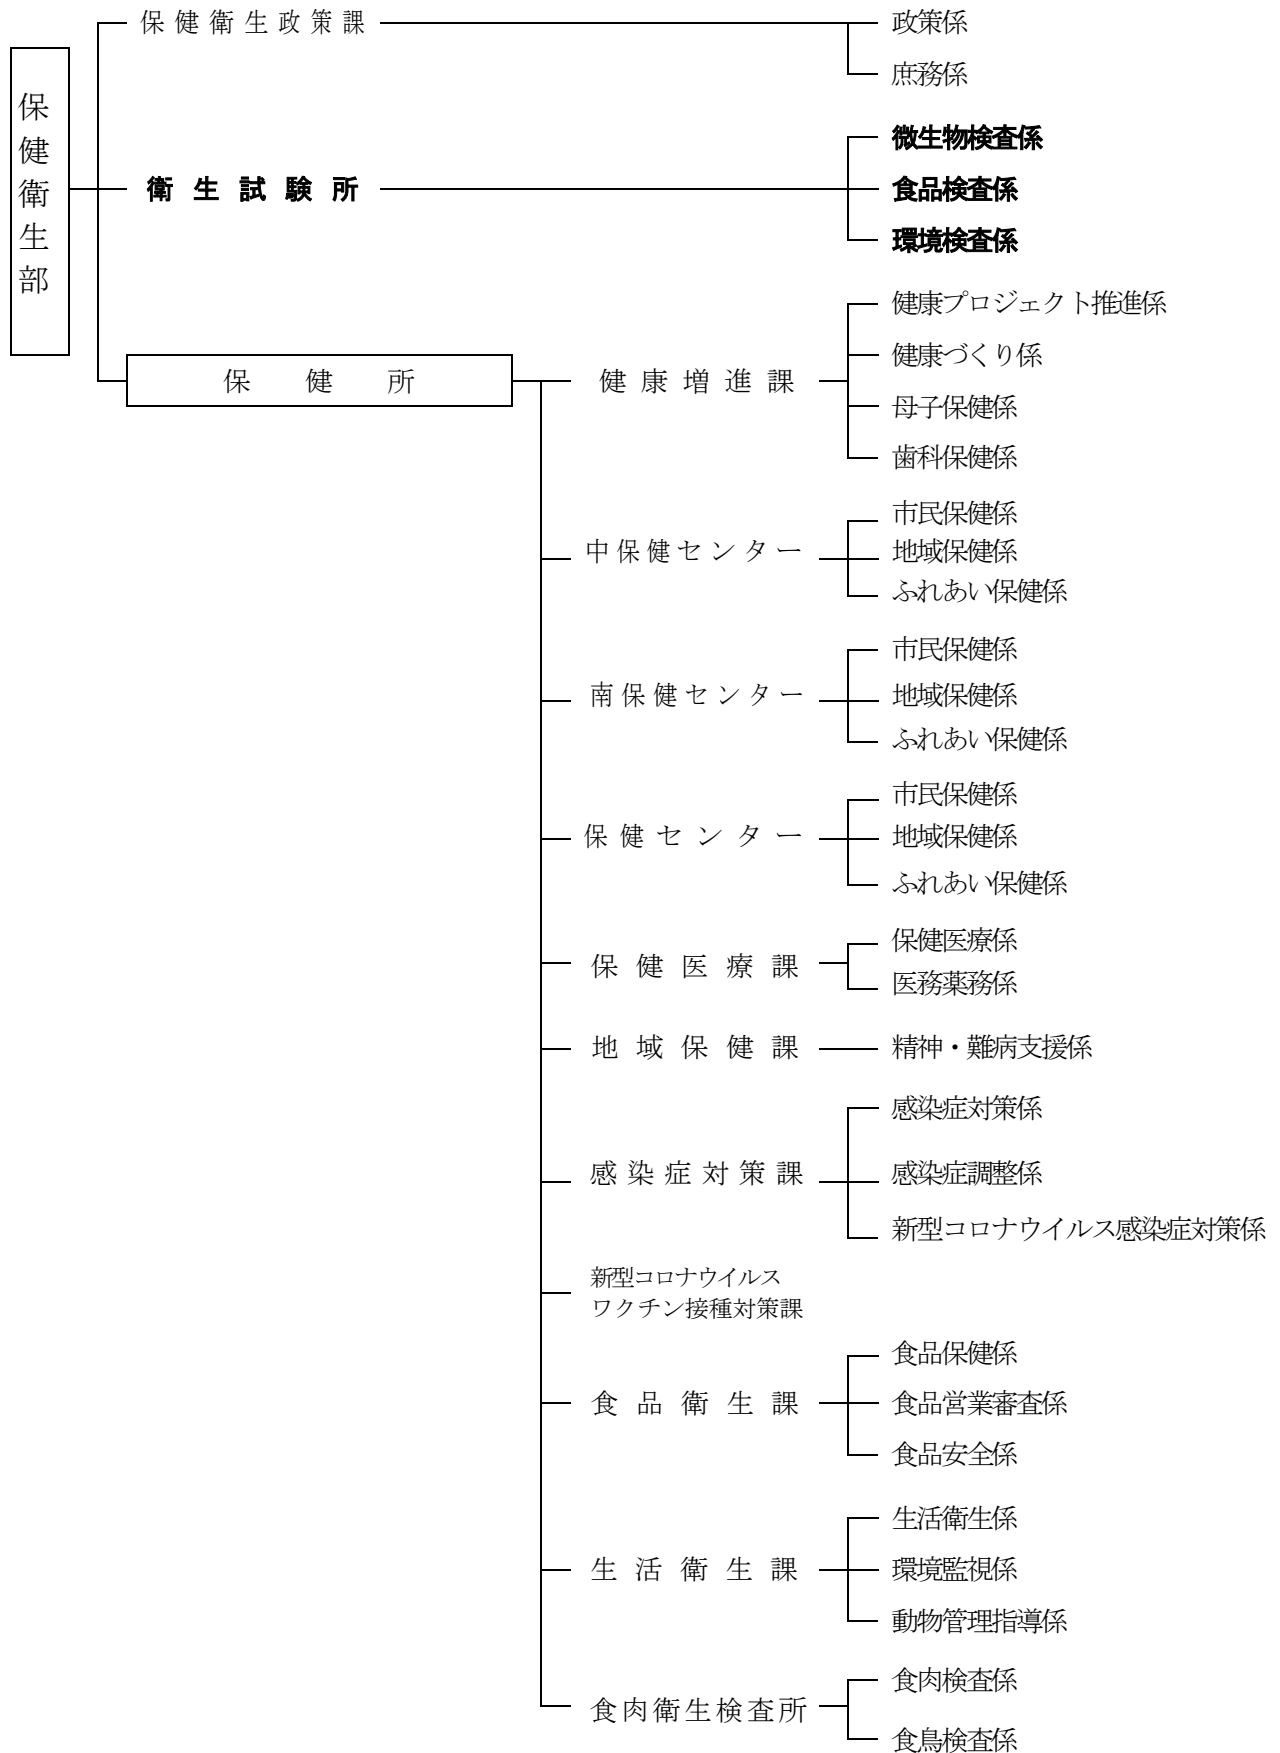 保健衛生部
保健衛生政策課
政策係
庶務係
衛生試験所
微生物検査係
食品検査係
環境検査係
保健所
健康増進課
健康プロジェクト推進係
健康づくり係
母子保健係
歯科保健係
中保健センター
市民保健係
地域保健係
ふれあい保健係
南保健センター
市民保健係
地域保健係
ふれあい保健係
保健センター
市民保健係
地域保健係
ふれあい保健係
保健医療課
保健医療係
医務薬務係
地域保健課
精神・難病支援係
感染症対策課
感染症対策係
感染症調整係
新型コロナウイルス感染症対策係
新型コロナウイルス
ワクチン接種対策課
食品衛生課
食品保健係
食品営業審査係
食品安全係
生活衛生課
生活衛生係
環境監視係
動物管理指導係
食肉衛生検査所
食肉検査係
食鳥検査係